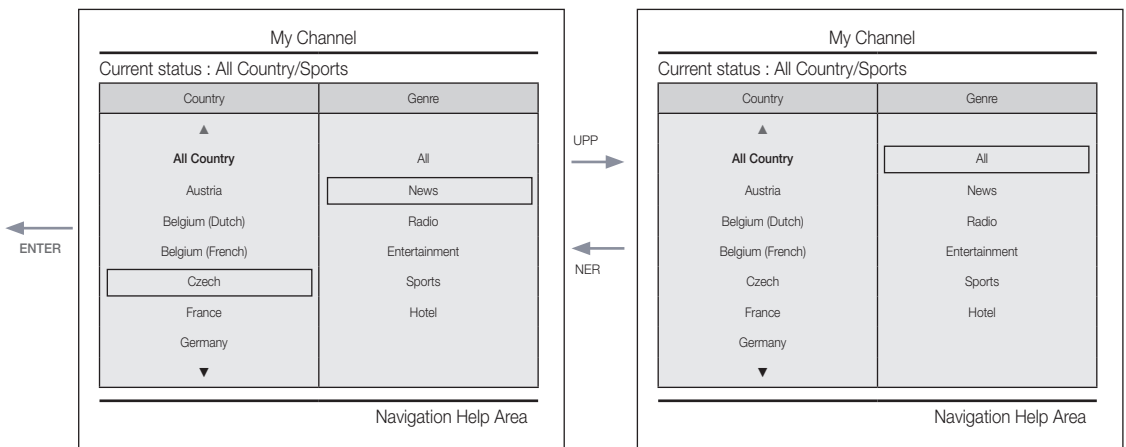 ENTER
My Channel
Current status : All Country/Sports
Country Genre
▲
All Country All
Austria News
Belgium (Dutch) Radio
Belgium (French) Entertainment
Czech Sports
France Hotel
Germany
▼
Navigation Help Area
UPP
NER
My Channel
Current status : All Country/Sports
Country Genre
▲
All Country All
Austria News
Belgium (Dutch) Radio
Belgium (French) Entertainment
Czech Sports
France Hotel
Germany
▼
Navigation Help Area